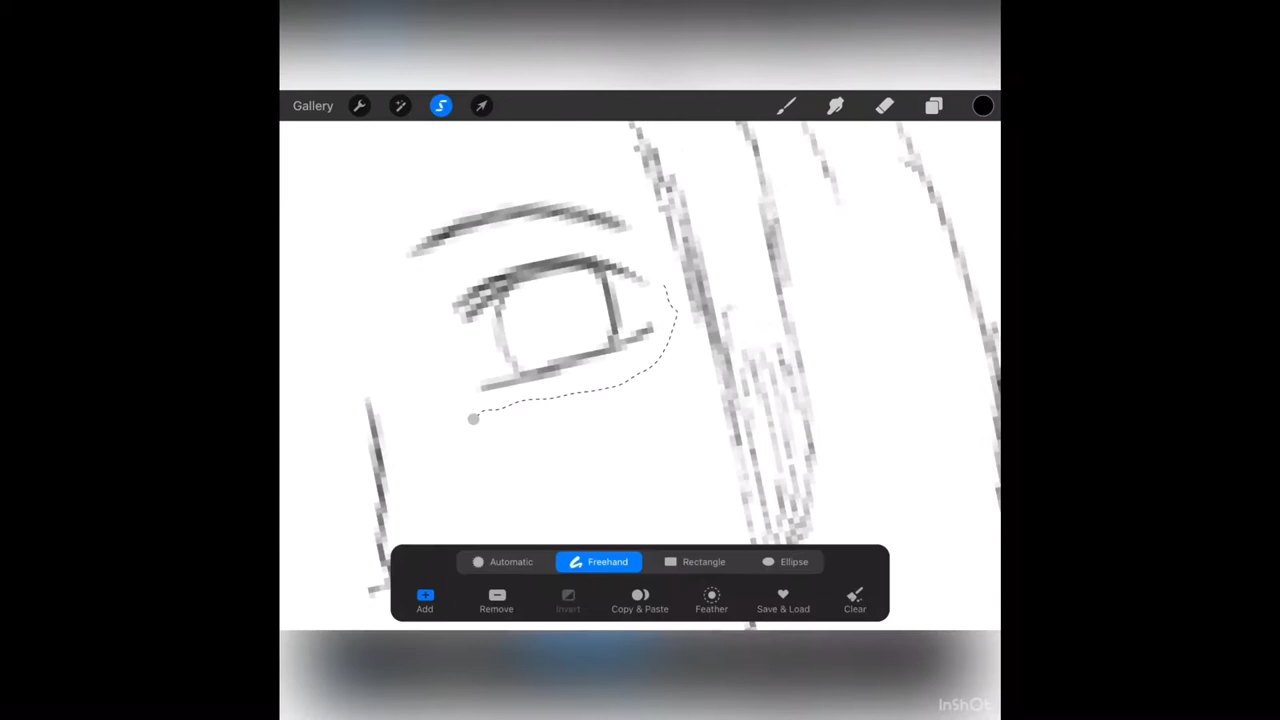 Gallery
Automatic Freehand Rectangle Ellipse
Add Remove Invert Copy & Paste Feather Save & Load Clear
InShOt